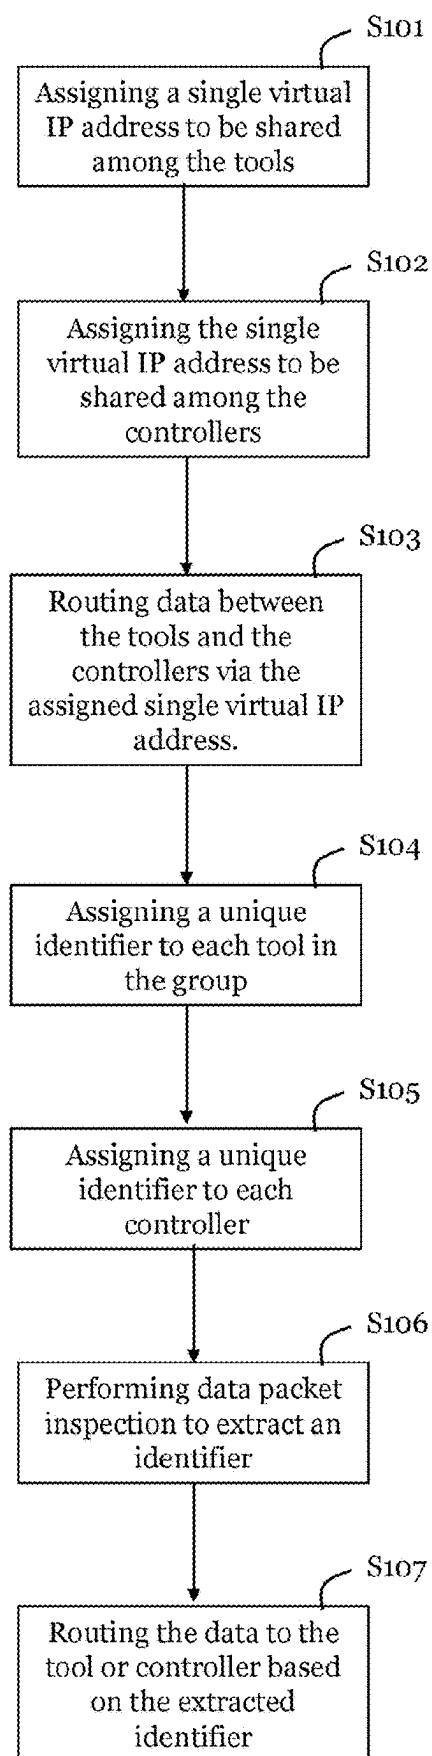 S101
Assigning a single virtual
IP address to be shared
among the tools
S102
Assigning the single
virtual IP address to be
shared among the
controllers
S103
Routing data between
the tools and the
controllers via the
assigned single virtual IP
address.
S104
Assigning a unique
identifier to each tool in
the group
S105
Assigning a unique
identifier to each
controller
S106
Performing data packet
inspection to extract an
identifier
S107
Routing the data to the
tool or controller based
on the extracted
identifier